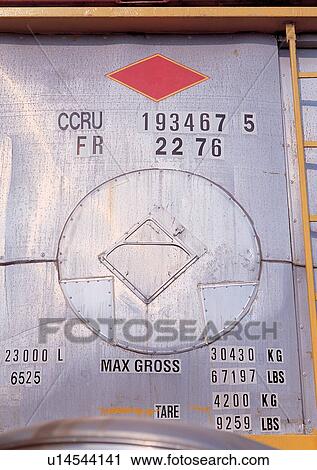 CCRU 193467 5
FR 22 76
FOTOSEARCH
23000 L MAX GROSS 30430 KG
6525 67197 LBS
4200 KG
TARE 9259 LBS
u14544141 www.fotosearch.com